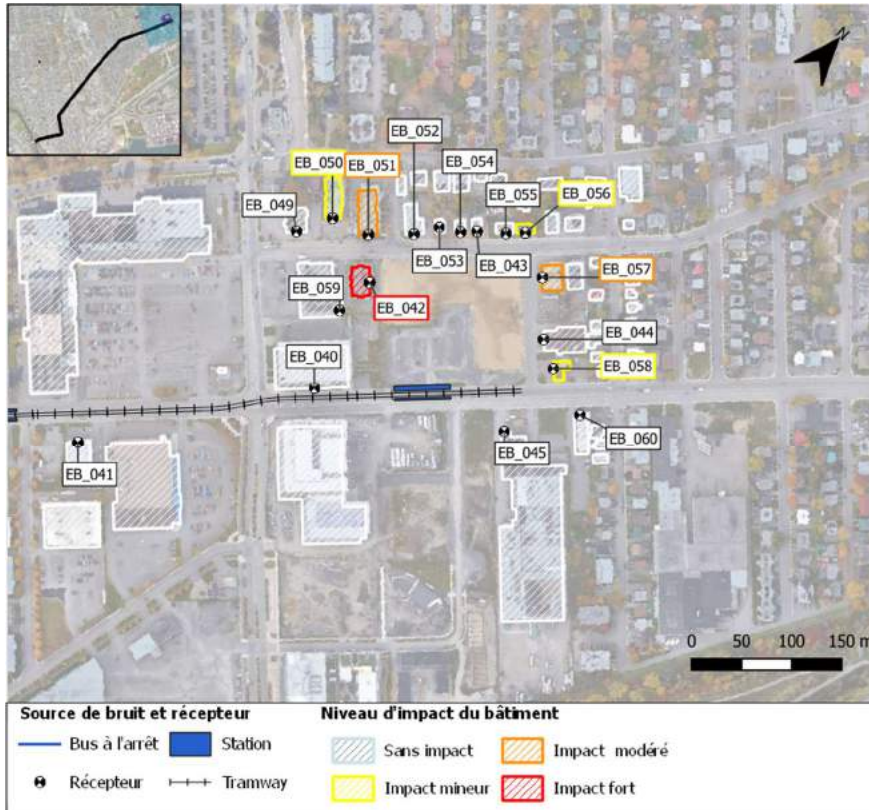 N
EB_052
EB_050
EB_051
EB_054
EB_055
EB_056
EB_049
EB_053
EB_043
EB_057
EB_059
EB_042
EB_044
EB_040
EB_058
EB_045
EB_060
EB_041
0 50 100 150 m
Source de bruit et récepteur
Niveau d'impact du bâtiment
Bus à l'arrêt
Station
Sans impact
Impact modéré
Récepteur
Tramway
Impact mineur
Impact fort